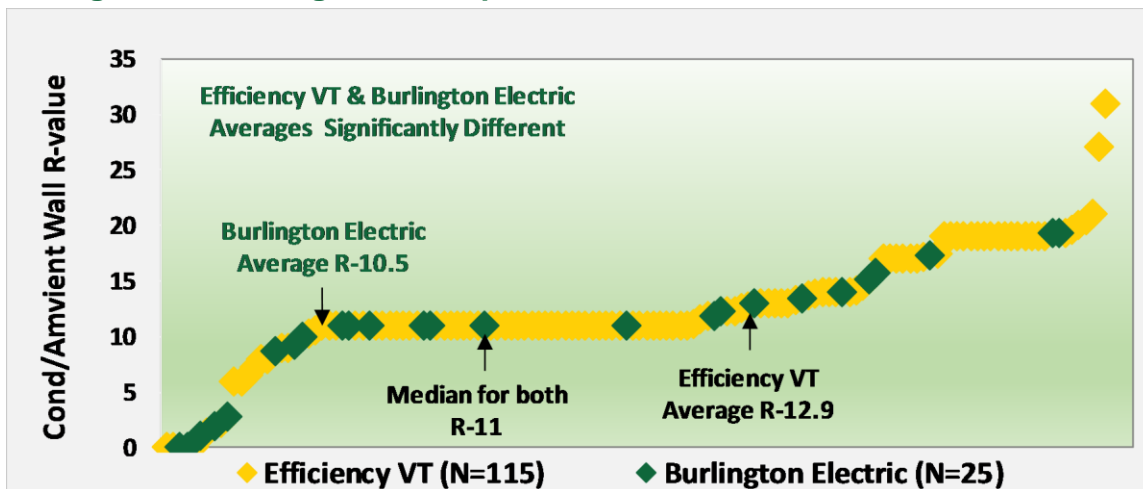 35
30
25
20
15
10
5
0
Cond/Amvient Wall R-value
Efficiency VT & Burlington Electric
Averages Significantly Different
Burlington Electric
Average R-10.5
Median for both
R-11
Efficiency VT
Average R-12.9
Efficiency VT (N=115)
Burlington Electric (N=25)